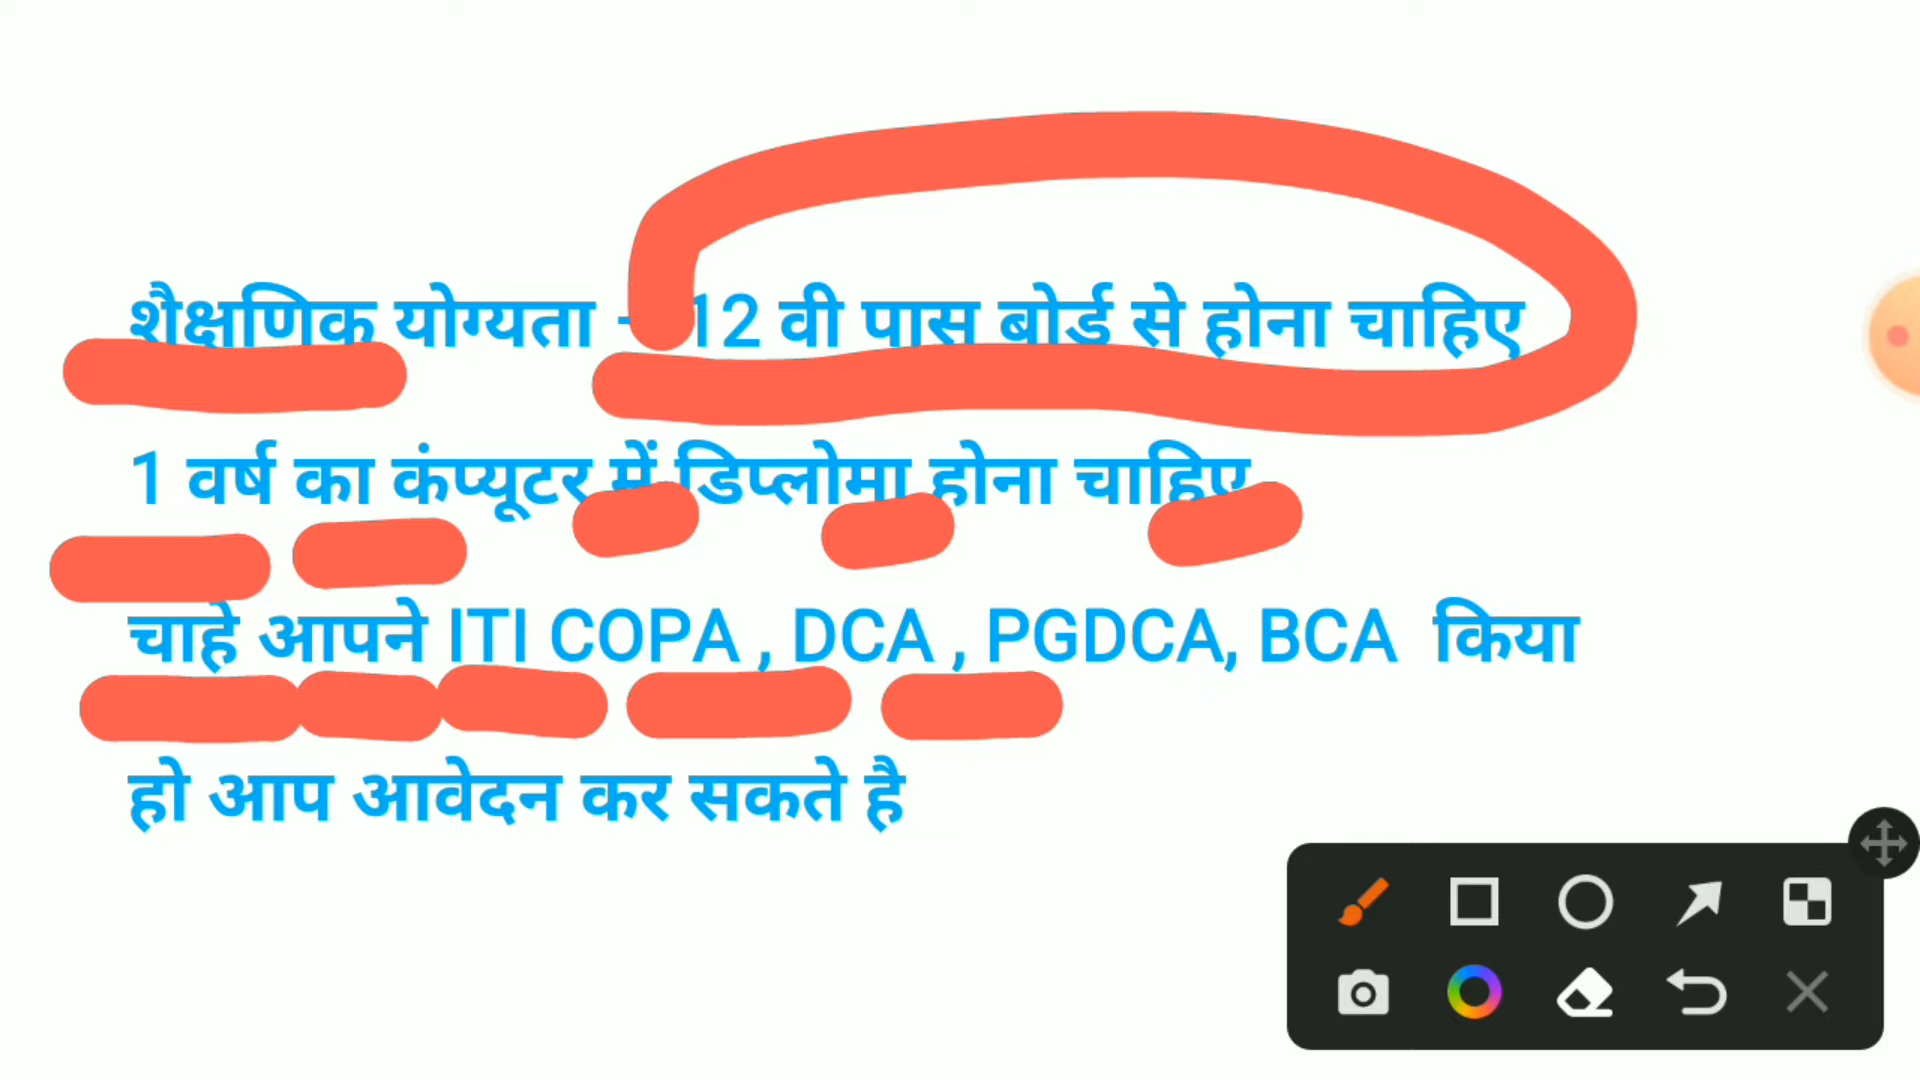 शैक्षणिक योग्यता - 12 वी पास बोर्ड से होना चाहिए
1 वर्ष का कंप्यूटर में डिप्लोमा होना चाहिए
चाहे आपने ITI COPA , DCA , PGDCA, BCA किया
हो आप आवेदन कर सकते है